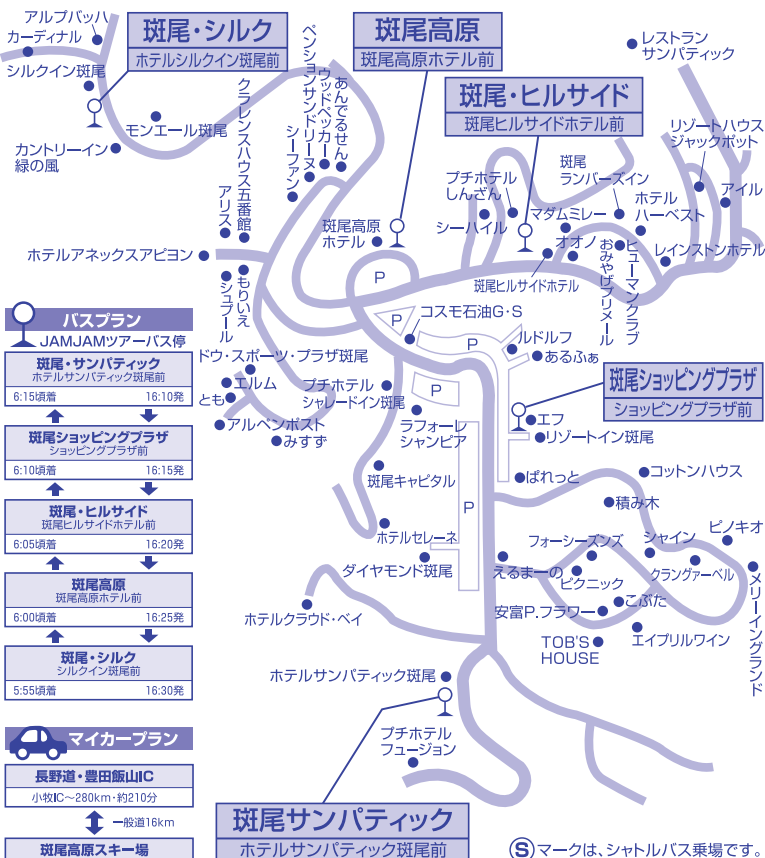 アルプバッハ
カーディナル
シルクイン斑尾
斑尾・シルク
ホテルシルクイン斑尾前
モンエール斑尾
カントリーイン
緑の風
クラレンスハウス五番館
アリス
ペンションサンドリーヌ
ウッドペッカー
あんでるせん
シーファン
斑尾高原
斑尾高原ホテル前
レストラン
サンパティック
斑尾・ヒルサイド
斑尾ヒルサイドホテル前
リゾートハウス
ジャックポット
アイル
斑尾
ランバーズイン
プチホテル
しんざん
シーハイル
マダムミレー
ホテル
ハーベスト
オオノ
おみやげプリメール
ヒューマンクラブ
レインストンホテル
斑尾ヒルサイドホテル
斑尾高原
ホテル
ホテルアネックスアビヨン
もりいえ
シュプール
P
P
P
P
P
コスモ石油G・S
ルドルフ
あるふぁ
ドウ・スポーツ・プラザ斑尾
エルム
とも
アルペンポスト
みすず
プチホテル
シャレードイン斑尾
ラフォーレ
シャンピア
斑尾ショッピングプラザ
ショッピングプラザ前
エフ
リゾートイン斑尾
斑尾キャピタル
ぱれっと
コットンハウス
積み木
ホテルセレーネ
フォーシーズンズ
シャイン
ピノキオ
ダイヤモンド斑尾
えるまーの
ピクニック
クラングァーベル
メリーイングランド
ホテルクラウド・ベイ
安富P.フラワー
こぶた
TOB'S
HOUSE
エイプリルワイン
ホテルサンパティック斑尾
プチホテル
フュージョン
斑尾サンパティック
ホテルサンパティック斑尾前
Ⓢマークは、シャトルバス乗場です。
バスプラン
JAMJAMツアーバス停
斑尾・サンパティック
ホテルサンパティック斑尾前
6:15頃着 16:10発
斑尾ショッピングプラザ
ショッピングプラザ前
6:10頃着 16:15発
斑尾・ヒルサイド
斑尾ヒルサイドホテル前
6:05頃着 16:20発
斑尾高原
斑尾高原ホテル前
6:00頃着 16:25発
斑尾・シルク
シルクイン斑尾前
5:55頃着 16:30発
マイカープラン
長野道・豊田飯山IC
小牧IC〜280km・約210分
一般道16km
斑尾高原スキー場